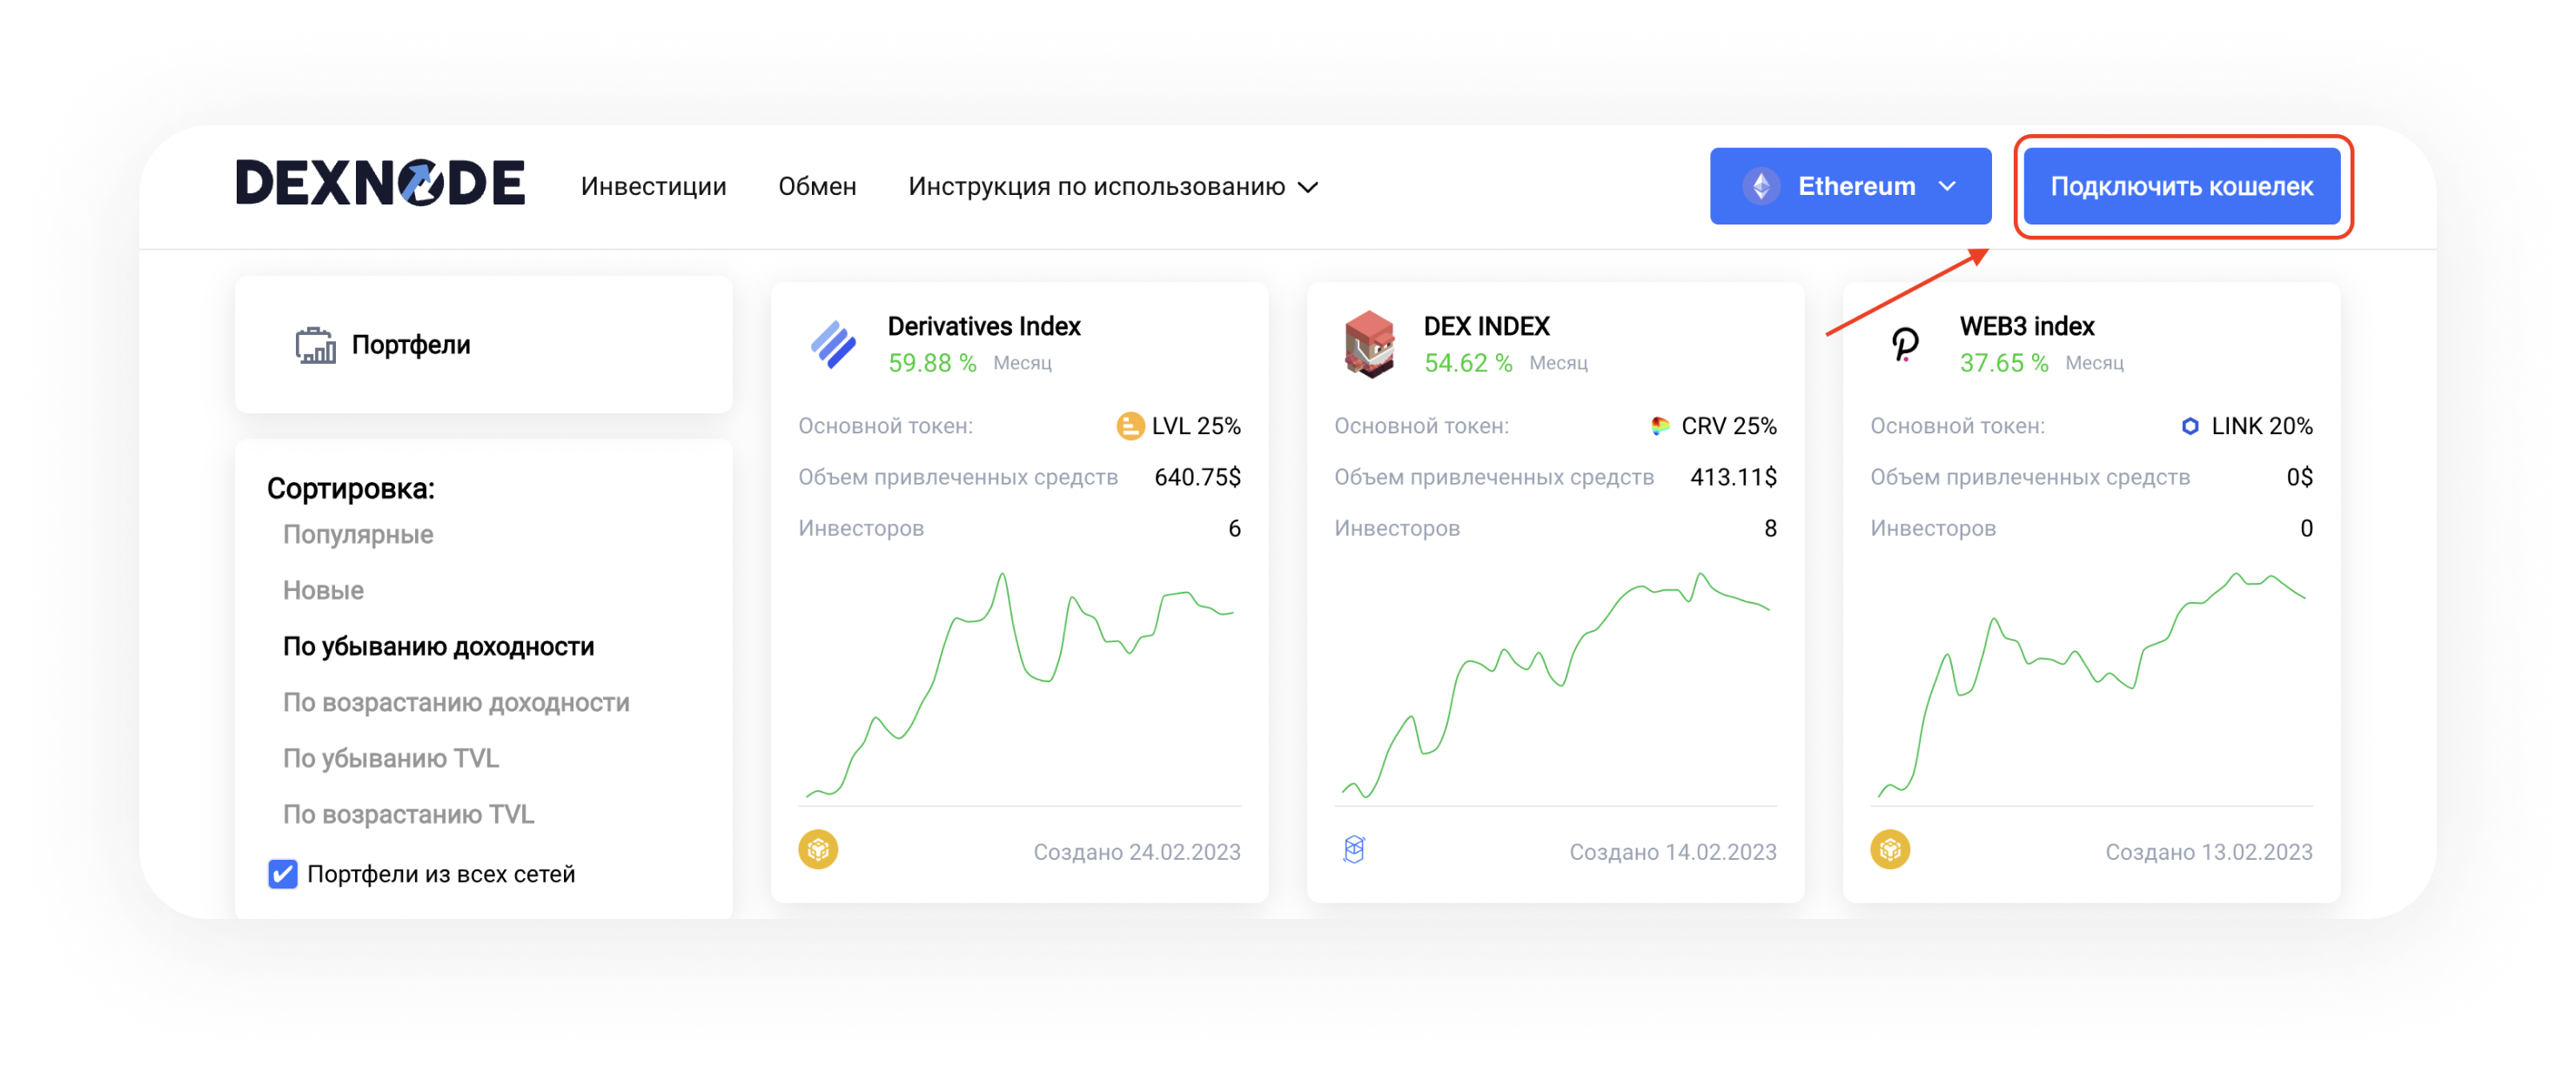 DEXNODE
Инвестиции
Обмен
Инструкция по использованию
Ethereum
Подключить кошелек
Портфели
Сортировка:
Популярные
Новые
По убыванию доходности
По возрастанию доходности
По убыванию TVL
По возрастанию TVL
Портфели из всех сетей
Derivatives Index
59.88 % Месяц
Основной токен: LVL 25%
Объем привлеченных средств 640.75$
Инвесторов 6
Создано 24.02.2023
DEX INDEX
54.62 % Месяц
Основной токен: CRV 25%
Объем привлеченных средств 413.11$
Инвесторов 8
Создано 14.02.2023
WEB3 index
37.65 % Месяц
Основной токен: LINK 20%
Объем привлеченных средств 0$
Инвесторов 0
Создано 13.02.2023